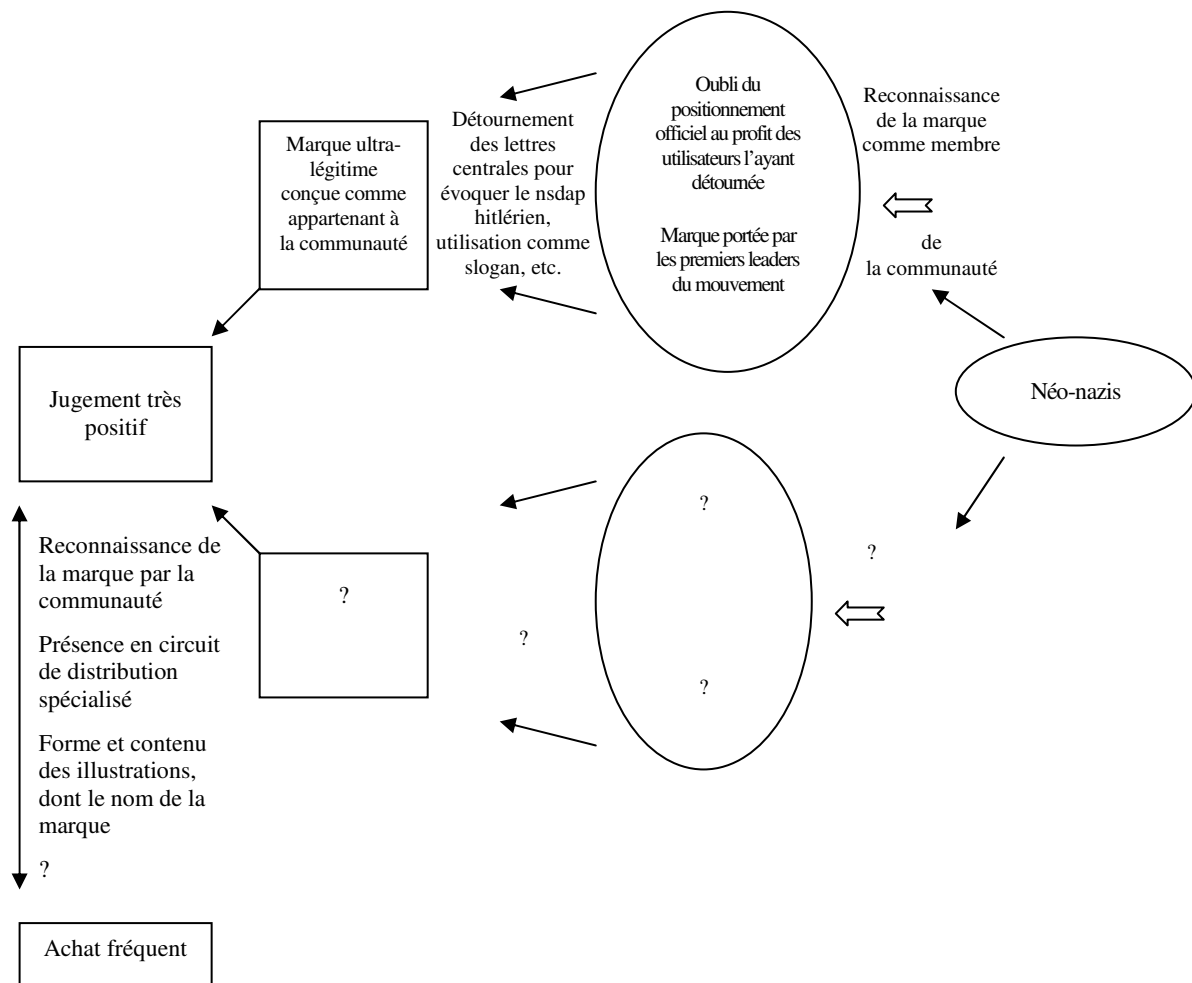 Oubli du
positionnement
officiel au profit des
utilisateurs l'ayant
détournée
Marque portée par
les premiers leaders
du mouvement
Reconnaissance
de la marque
comme membre
de
la communauté
Détournement
des lettres
centrales pour
évoquer le nsdap
hitlérien,
utilisation comme
slogan, etc.
Marque ultra-
légitime
conçue comme
appartenant à
la communauté
Jugement très
positif
Néo-nazis
?
?
?
?
?
Reconnaissance de
la marque par la
communauté
Présence en circuit
de distribution
spécialisé
Forme et contenu
des illustrations,
dont le nom de la
marque
?
Achat fréquent